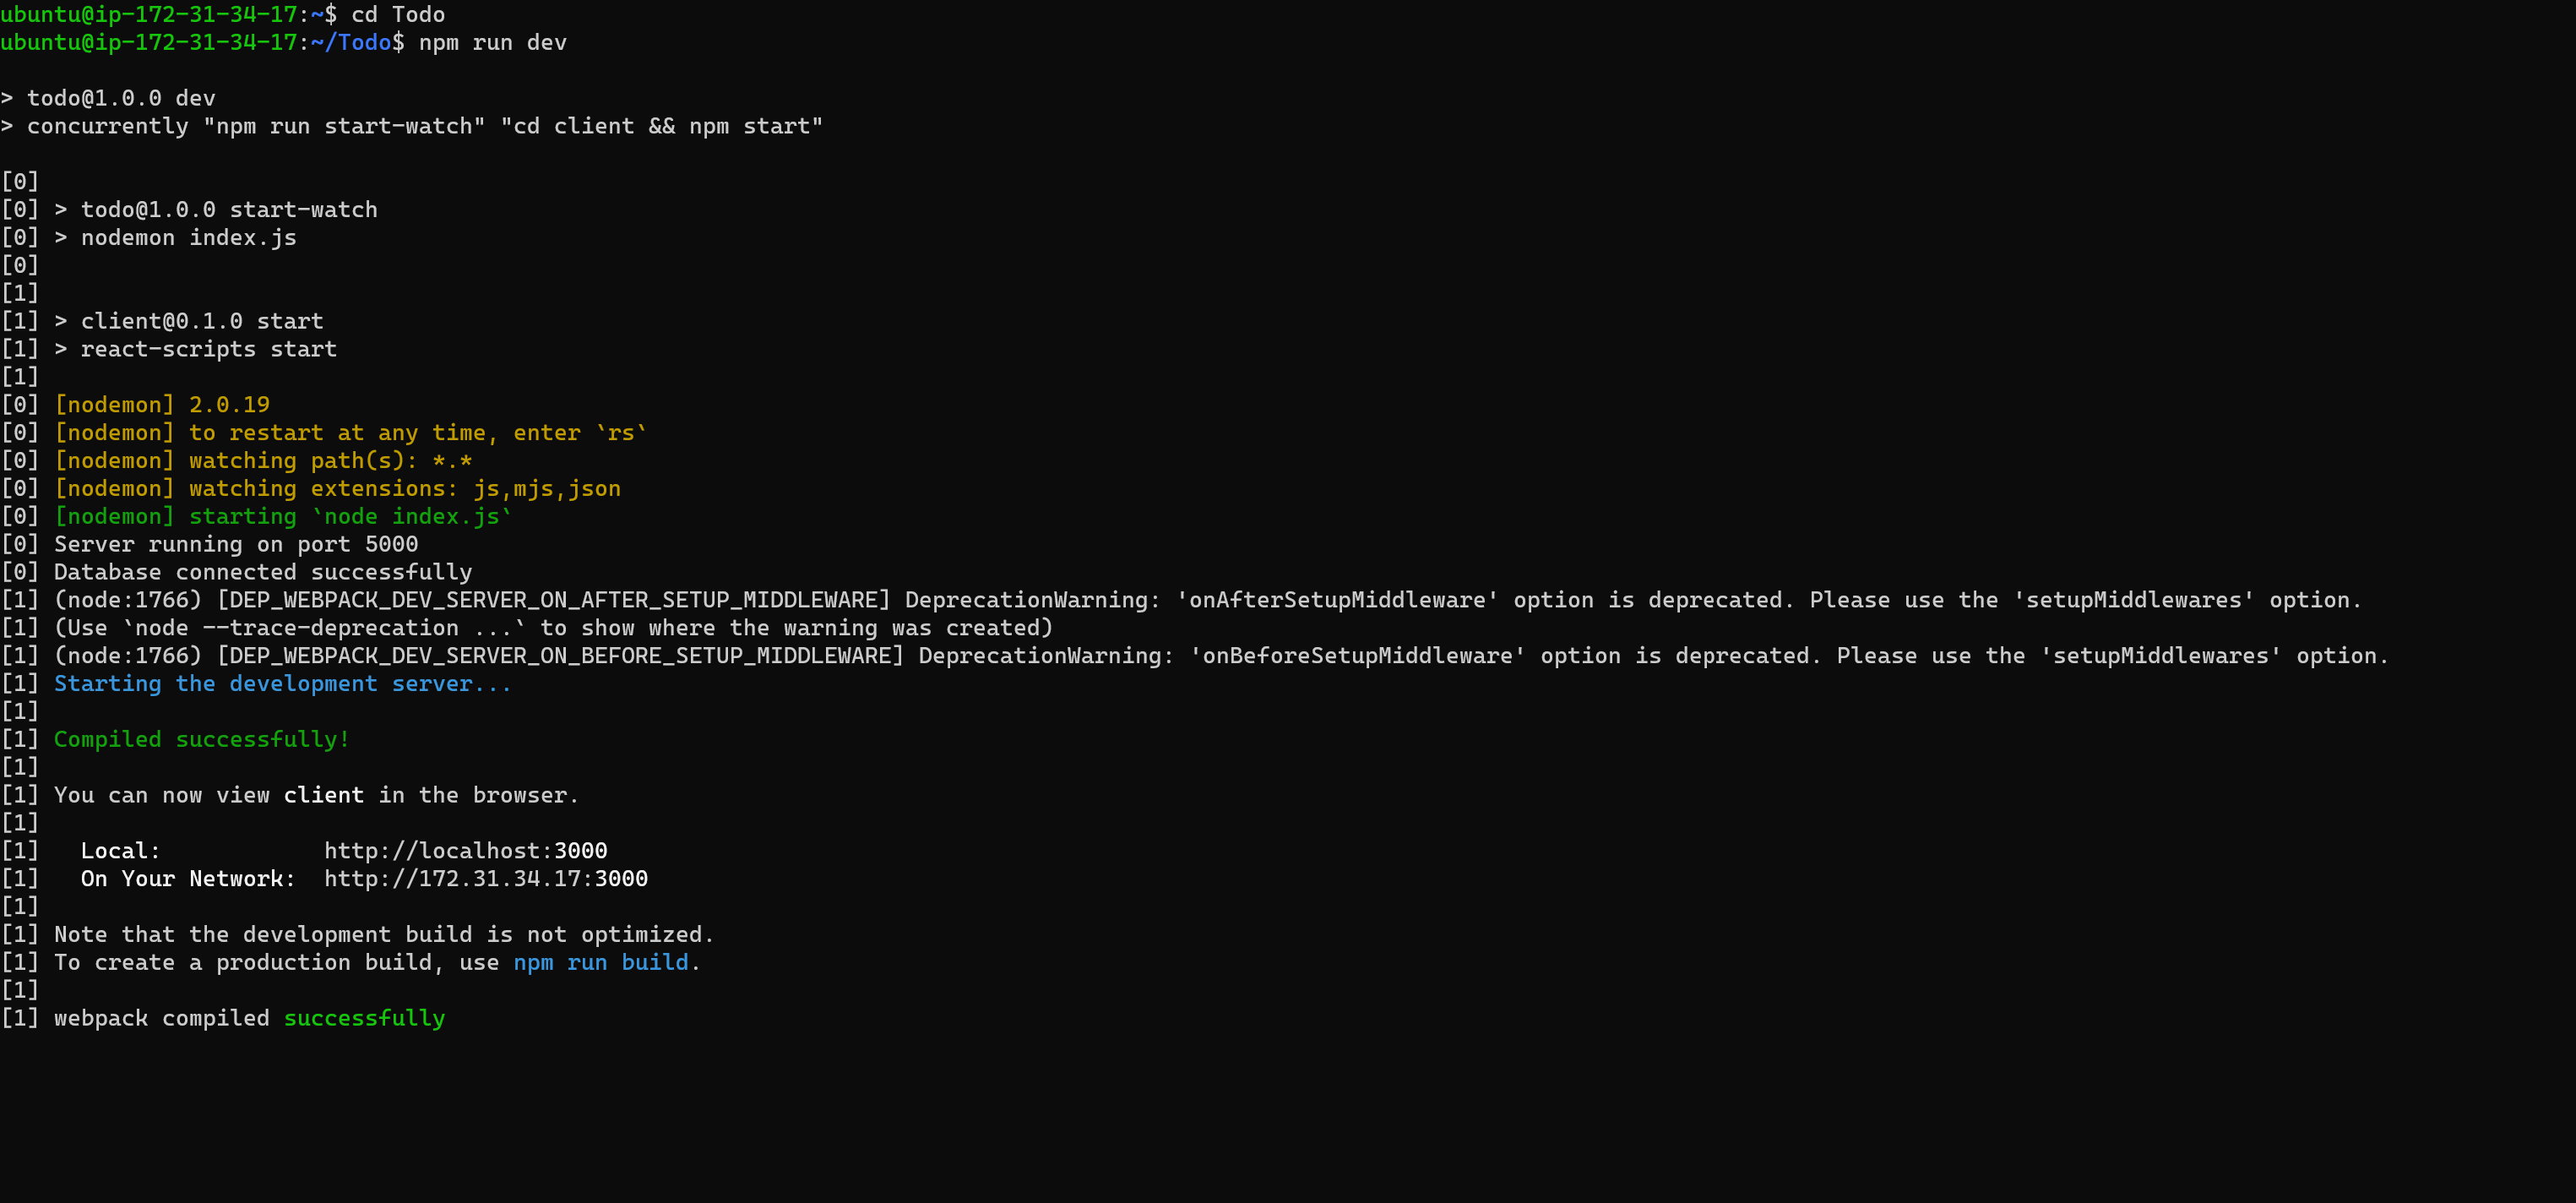 ubuntu@ip-172-31-34-17:~$ cd Todo
ubuntu@ip-172-31-34-17:~/Todo$ npm run dev

> todo@1.0.0 dev
> concurrently "npm run start-watch" "cd client && npm start"

[0]
[0] > todo@1.0.0 start-watch
[0] > nodemon index.js
[0]
[1]
[1] > client@0.1.0 start
[1] > react-scripts start
[1]
[0] [nodemon] 2.0.19
[0] [nodemon] to restart at any time, enter `rs`
[0] [nodemon] watching path(s): *.*
[0] [nodemon] watching extensions: js,mjs,json
[0] [nodemon] starting `node index.js`
[0] Server running on port 5000
[0] Database connected successfully
[1] (node:1766) [DEP_WEBPACK_DEV_SERVER_ON_AFTER_SETUP_MIDDLEWARE] DeprecationWarning: 'onAfterSetupMiddleware' option is deprecated. Please use the 'setupMiddlewares' option.
[1] (Use `node --trace-deprecation ...` to show where the warning was created)
[1] (node:1766) [DEP_WEBPACK_DEV_SERVER_ON_BEFORE_SETUP_MIDDLEWARE] DeprecationWarning: 'onBeforeSetupMiddleware' option is deprecated. Please use the 'setupMiddlewares' option.
[1] Starting the development server...
[1]
[1] Compiled successfully!
[1]
[1] You can now view client in the browser.
[1]
[1]   Local:            http://localhost:3000
[1]   On Your Network:  http://172.31.34.17:3000
[1]
[1] Note that the development build is not optimized.
[1] To create a production build, use npm run build.
[1]
[1] webpack compiled successfully